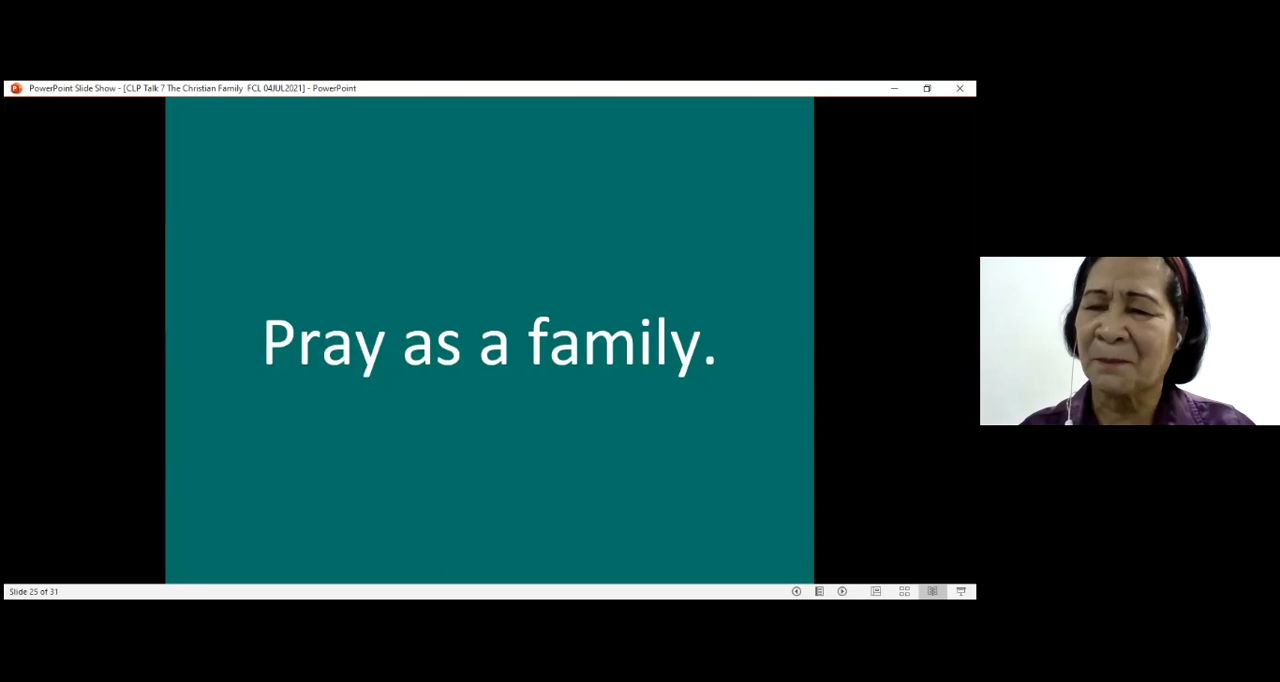 PowerPoint Slide Show - [CLP Talk 7 The Christian Family  FCL 04JUL2021] - PowerPoint
Pray as a family.
Slide 25 of 31